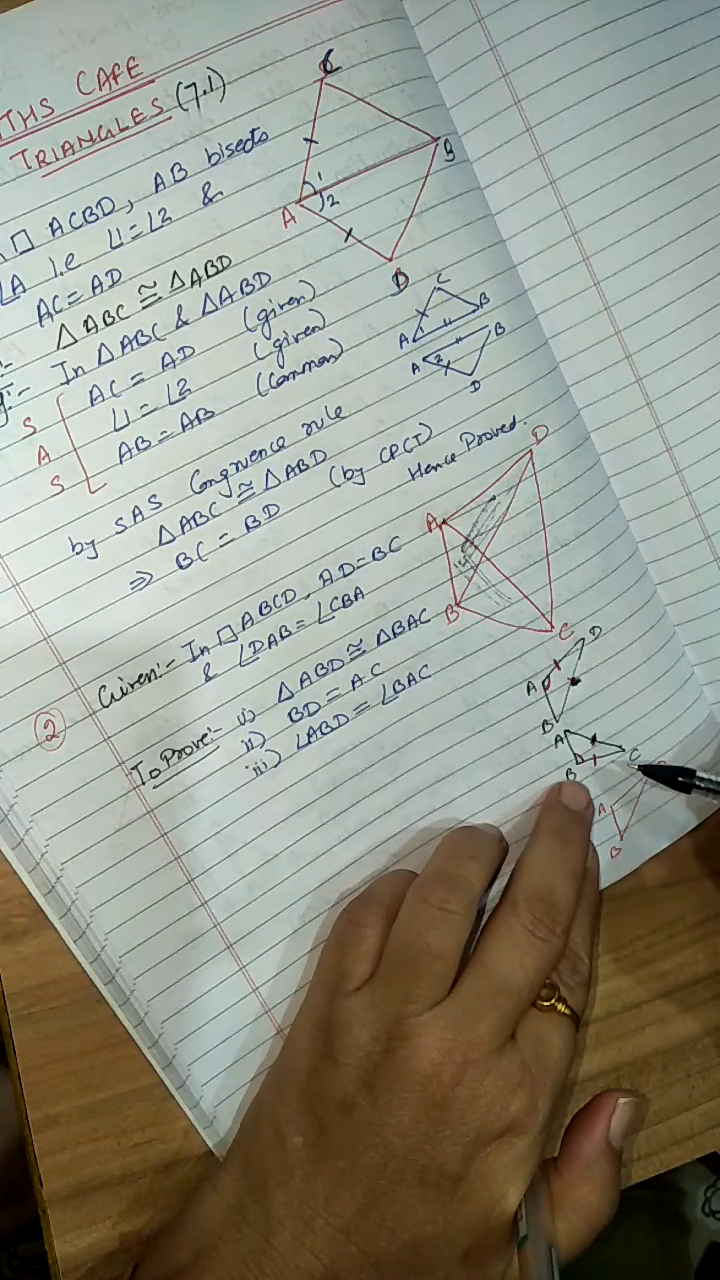 THS CAFE
TRIANGLES (7.1)
□ ACBD, AB bisects
∠A i.e ∠1=∠2 &
AC=AD
ΔABC ≅ ΔABD
:- In ΔABC & ΔABD
S AC = AD (given)
A ∠1 = ∠2 (given)
S AB = AB (common)
by SAS Congruence rule
ΔABC ≅ ΔABD
⇒ BC = BD (by CPCT)
Hence Proved.
C
B
A
1
2
D
C
A
1
B
A
2
B
D
② Given:- In □ABCD, AD=BC
& ∠DAB=∠CBA
To Prove:- i) ΔABD≅ΔBAC
ii) BD=AC
iii) ∠ABD=∠BAC
D
A
B
C
D
A
B
A
B
C
A
B